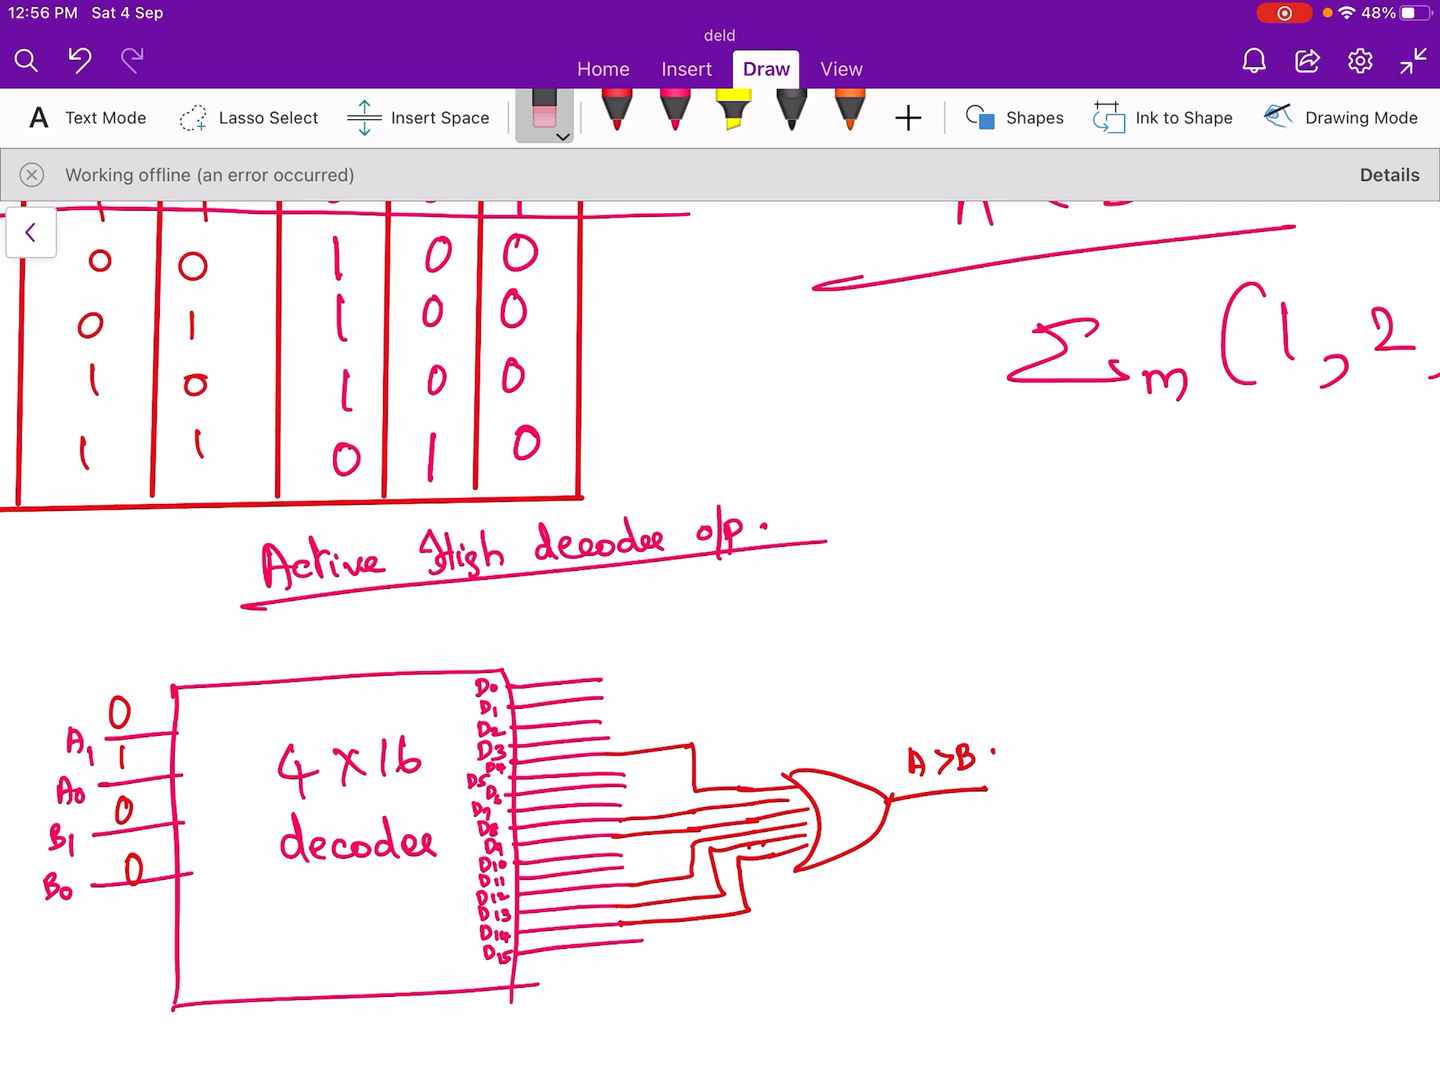 12:56 PM Sat 4 Sep 48%
deld
Home Insert Draw View
A Text Mode Lasso Select Insert Space Shapes Ink to Shape Drawing Mode
Working offline (an error occurred) Details
0 0 1 0 0
0 1 1 0 0
1 0 1 0 0
1 1 0 1 0
Σm (1, 2,
Active High decoder o/p.
4 X 16
decoder
0
A1
1
A0
0
B1
0
B0
D0
D1
D2
D3
D4
D5
D6
D7
D8
D9
D10
D11
D12
D13
D14
D15
A > B